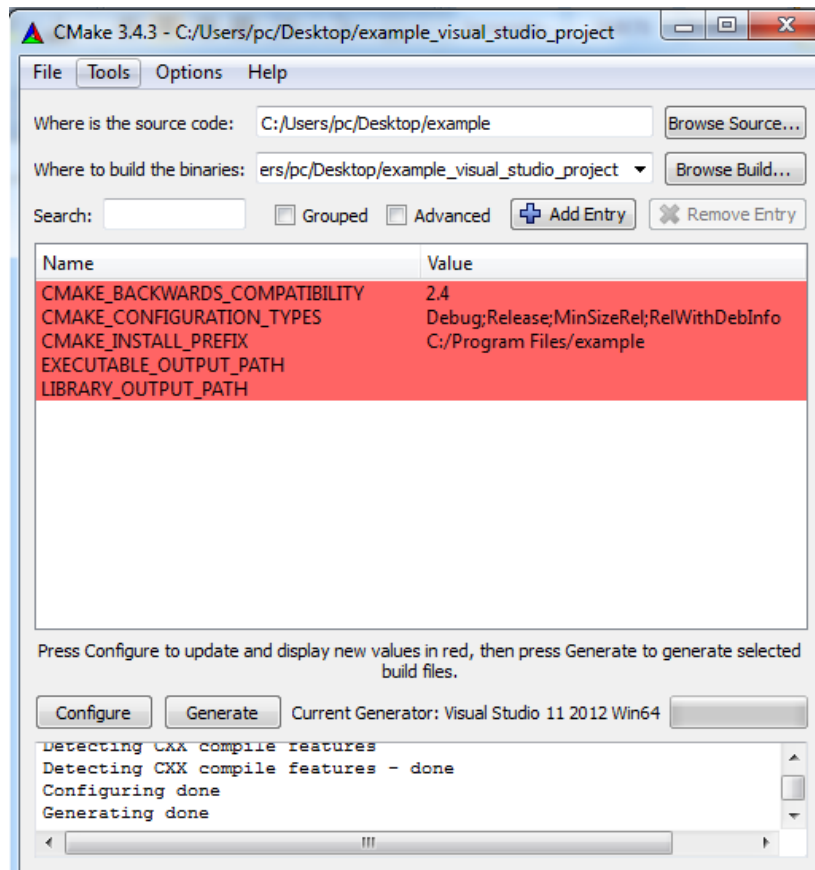 CMake 3.4.3 - C:/Users/pc/Desktop/example_visual_studio_project
File Tools Options Help
Where is the source code: C:/Users/pc/Desktop/example Browse Source...
Where to build the binaries: ers/pc/Desktop/example_visual_studio_project Browse Build...
Search: Grouped Advanced Add Entry Remove Entry
Name Value
CMAKE_BACKWARDS_COMPATIBILITY 2.4
CMAKE_CONFIGURATION_TYPES Debug;Release;MinSizeRel;RelWithDebInfo
CMAKE_INSTALL_PREFIX C:/Program Files/example
EXECUTABLE_OUTPUT_PATH
LIBRARY_OUTPUT_PATH
Press Configure to update and display new values in red, then press Generate to generate selected
build files.
Configure Generate Current Generator: Visual Studio 11 2012 Win64
Detecting CXX compile features
Detecting CXX compile features - done
Configuring done
Generating done